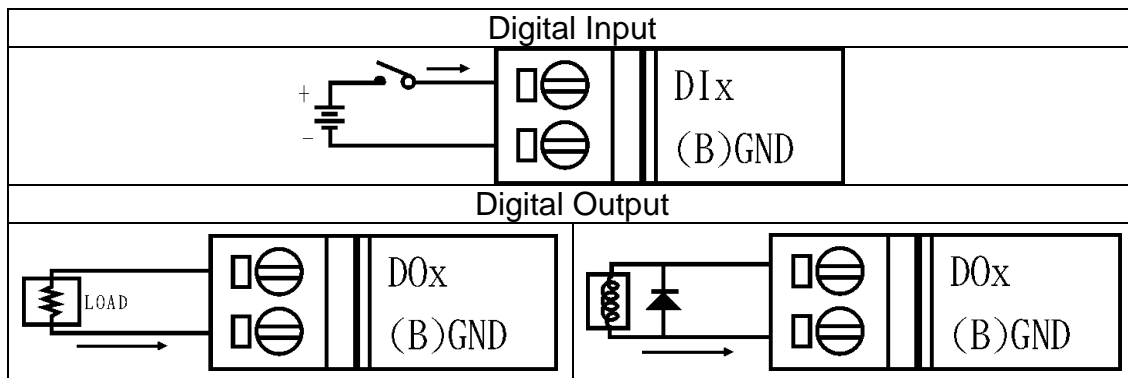 Digital Input
+
-
DIx
(B)GND
Digital Output
LOAD
DOx
(B)GND
DOx
(B)GND